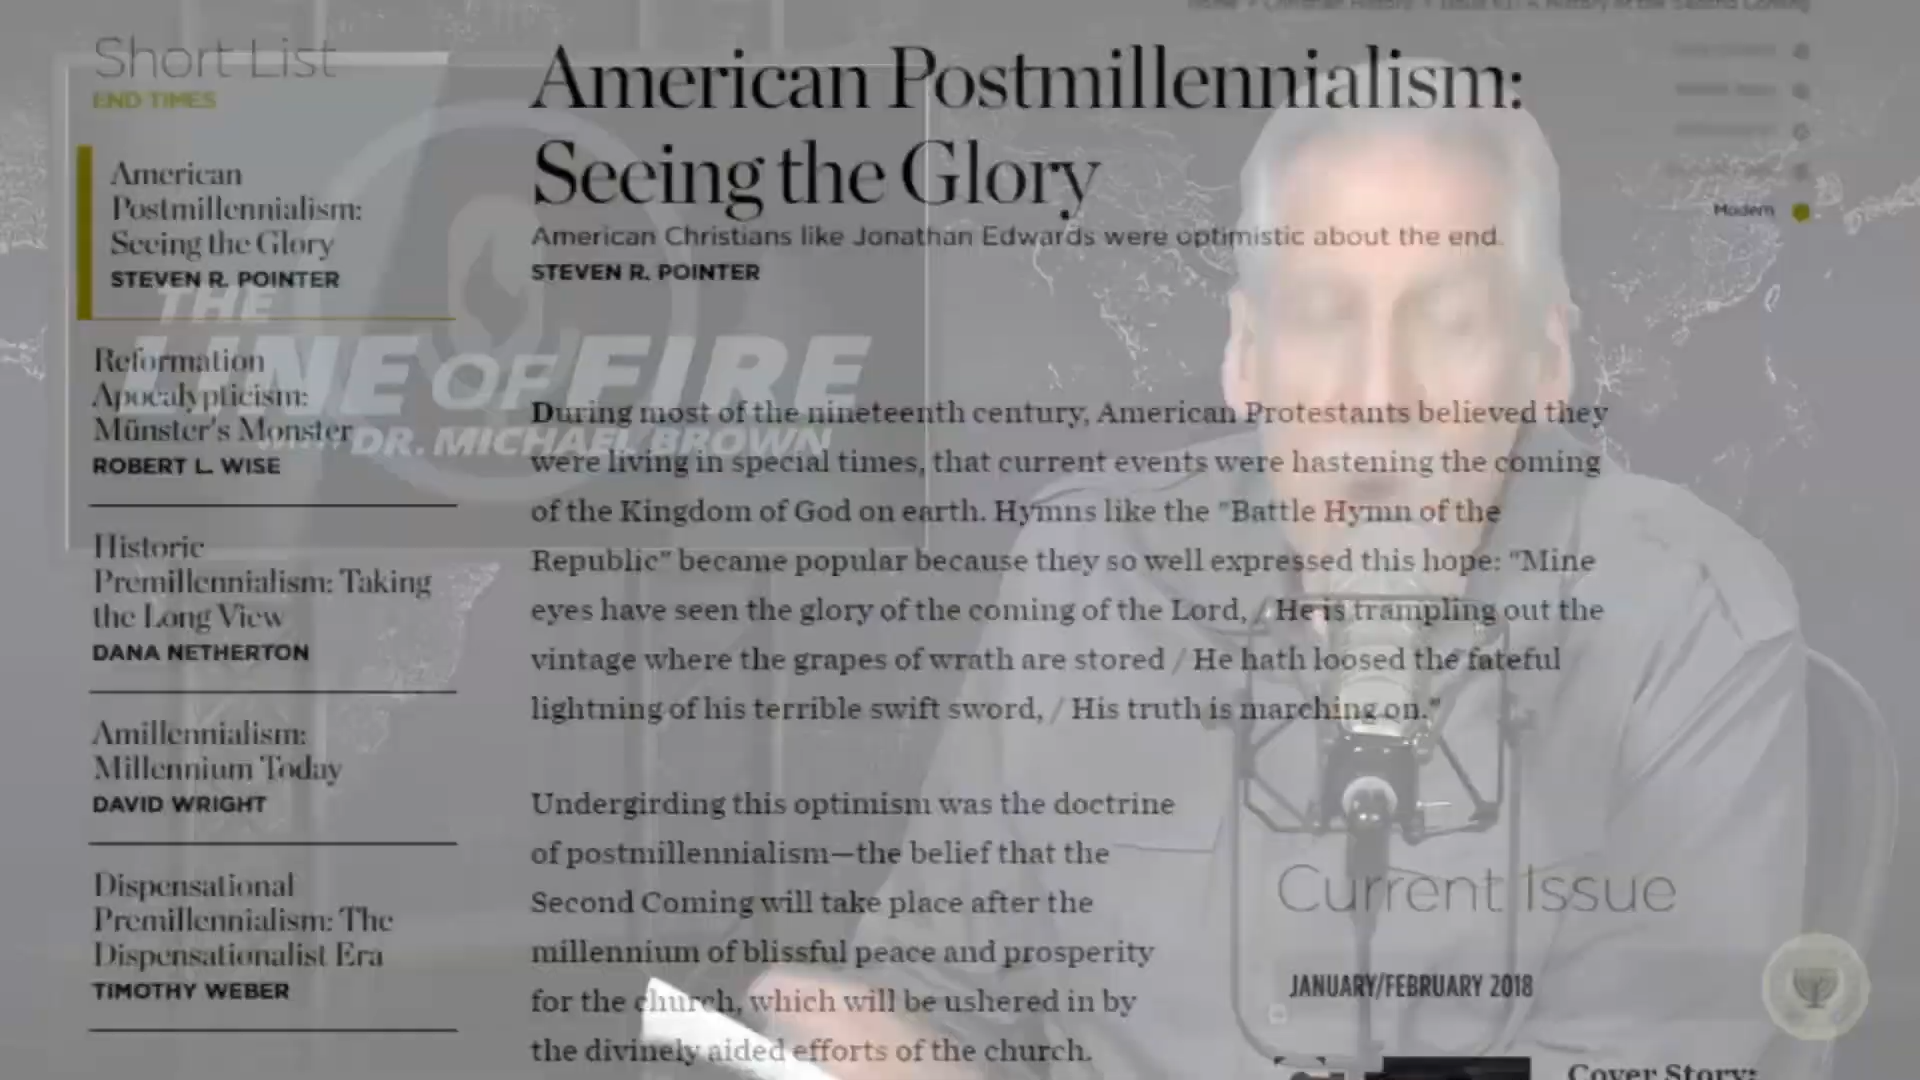 Home > Christian History > Issue 61: A History of the Second Coming
Short List
END TIMES
American
Postmillennialism:
Seeing the Glory
STEVEN R. POINTER
Reformation
Apocalypticism:
Münster's Monster
ROBERT L. WISE
Historic
Premillennialism: Taking
the Long View
DANA NETHERTON
Amillennialism:
Millennium Today
DAVID WRIGHT
Dispensational
Premillennialism: The
Dispensationalist Era
TIMOTHY WEBER
THE
LINE OF FIRE
WITH DR. MICHAEL BROWN
American Postmillennialism:
Seeing the Glory
American Christians like Jonathan Edwards were optimistic about the end.
STEVEN R. POINTER
During most of the nineteenth century, American Protestants believed they
were living in special times, that current events were hastening the coming
of the Kingdom of God on earth. Hymns like the "Battle Hymn of the
Republic" became popular because they so well expressed this hope: "Mine
eyes have seen the glory of the coming of the Lord, / He is trampling out the
vintage where the grapes of wrath are stored / He hath loosed the fateful
lightning of his terrible swift sword, / His truth is marching on."
Undergirding this optimism was the doctrine
of postmillennialism—the belief that the
Second Coming will take place after the
millennium of blissful peace and prosperity
for the church, which will be ushered in by
the divinely aided efforts of the church.
Modern
Current Issue
JANUARY/FEBRUARY 2018
Cover Story: